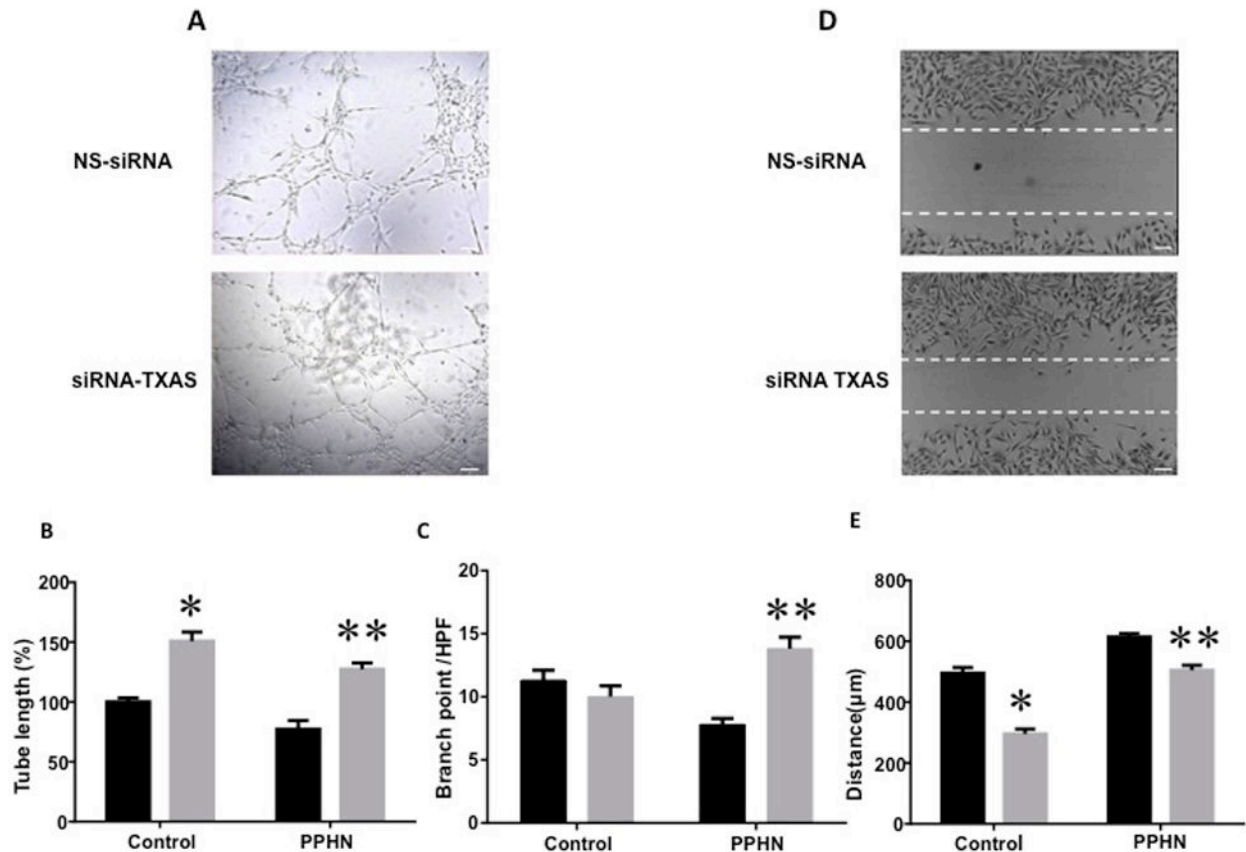 A
D
NS-siRNA
NS-siRNA
siRNA-TXAS
siRNA TXAS
B
C
E
Tube length (%)
200
150
100
50
0
*
**
Control
PPHN
Branch point /HPF
20
15
10
5
0
**
Control
PPHN
Distance(µm)
800
600
400
200
0
*
**
Control
PPHN